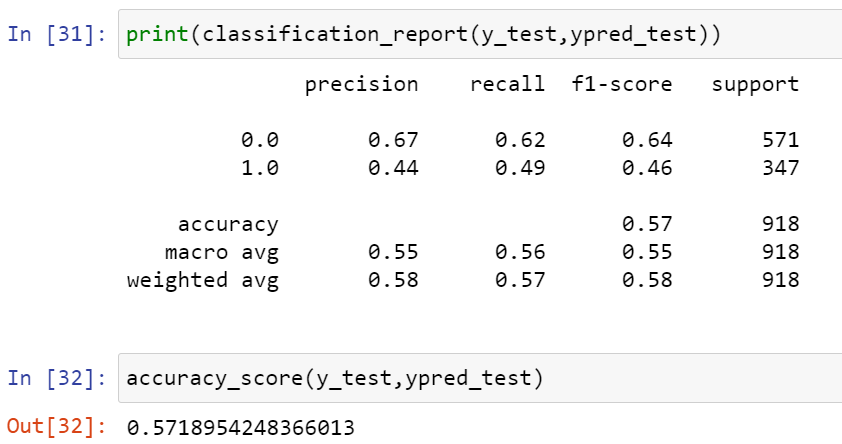 In [31]: print(classification_report(y_test,ypred_test))
precision recall f1-score support
0.0 0.67 0.62 0.64 571
1.0 0.44 0.49 0.46 347
accuracy 0.57 918
macro avg 0.55 0.56 0.55 918
weighted avg 0.58 0.57 0.58 918
In [32]: accuracy_score(y_test,ypred_test)
Out[32]: 0.5718954248366013